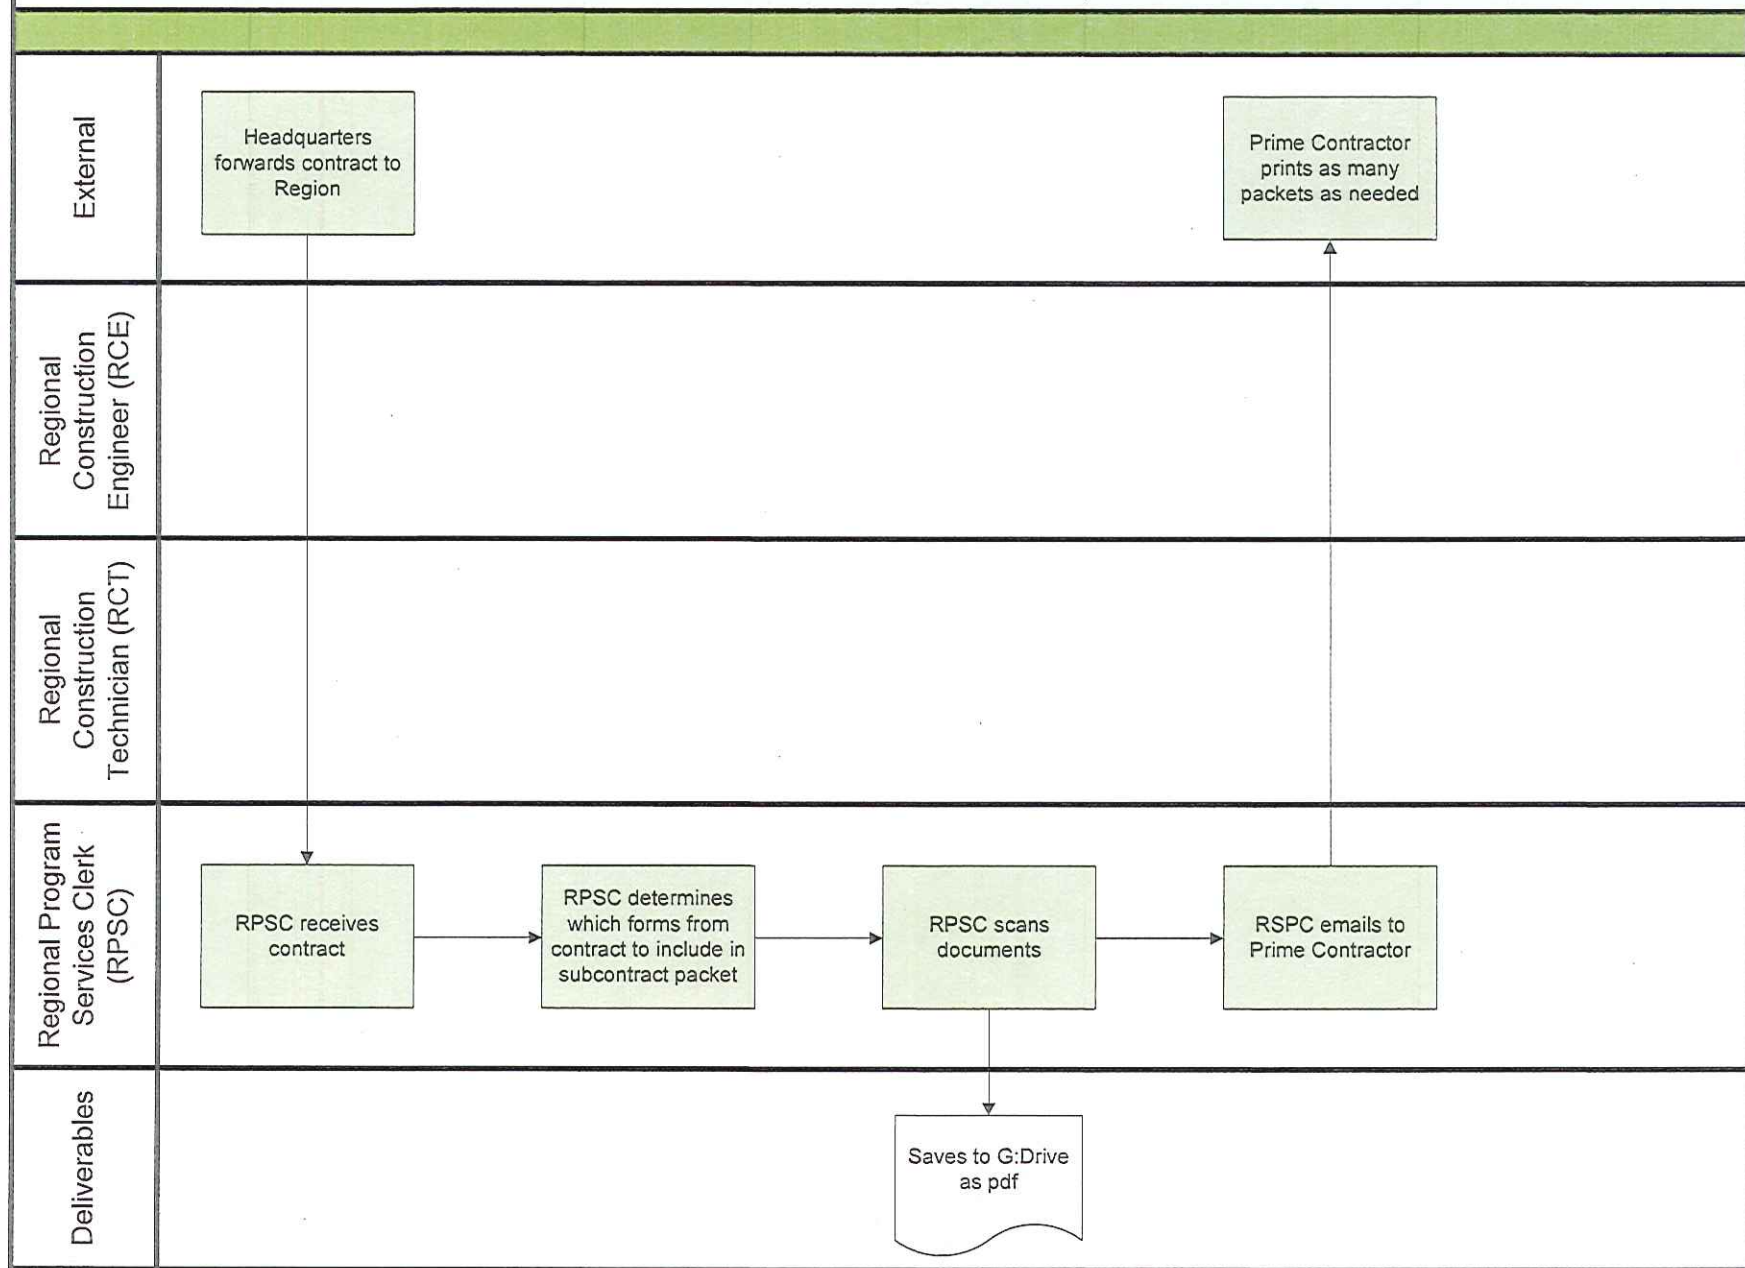 External
Headquarters
forwards contract to
Region
Prime Contractor
prints as many
packets as needed
Regional
Construction
Engineer (RCE)
Regional
Construction
Technician (RCT)
Regional Program
Services Clerk
(RPSC)
RPSC receives
contract
RPSC determines
which forms from
contract to include in
subcontract packet
RPSC scans
documents
RSPC emails to
Prime Contractor
Deliverables
Saves to G:Drive
as pdf